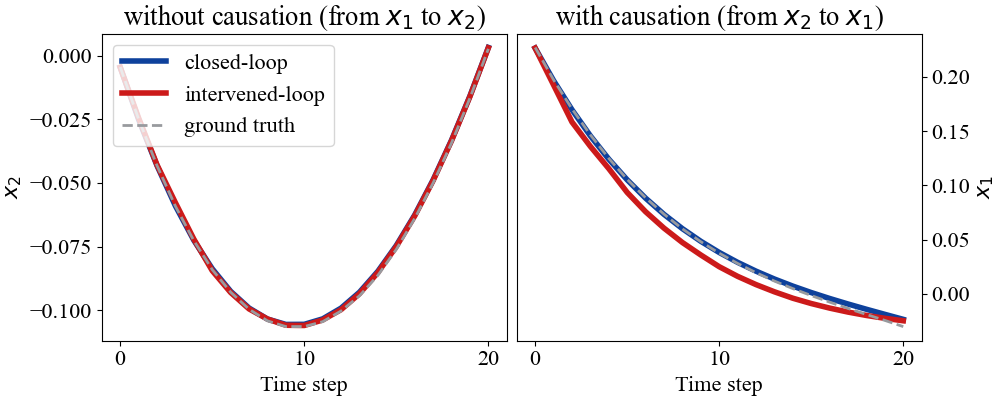 without causation (from x₁ to x₂)
with causation (from x₂ to x₁)
closed-loop
intervened-loop
ground truth
0.000
−0.025
−0.050
−0.075
−0.100
x₂
0
10
20
Time step
0
10
20
Time step
0.20
0.15
0.10
0.05
0.00
x₁